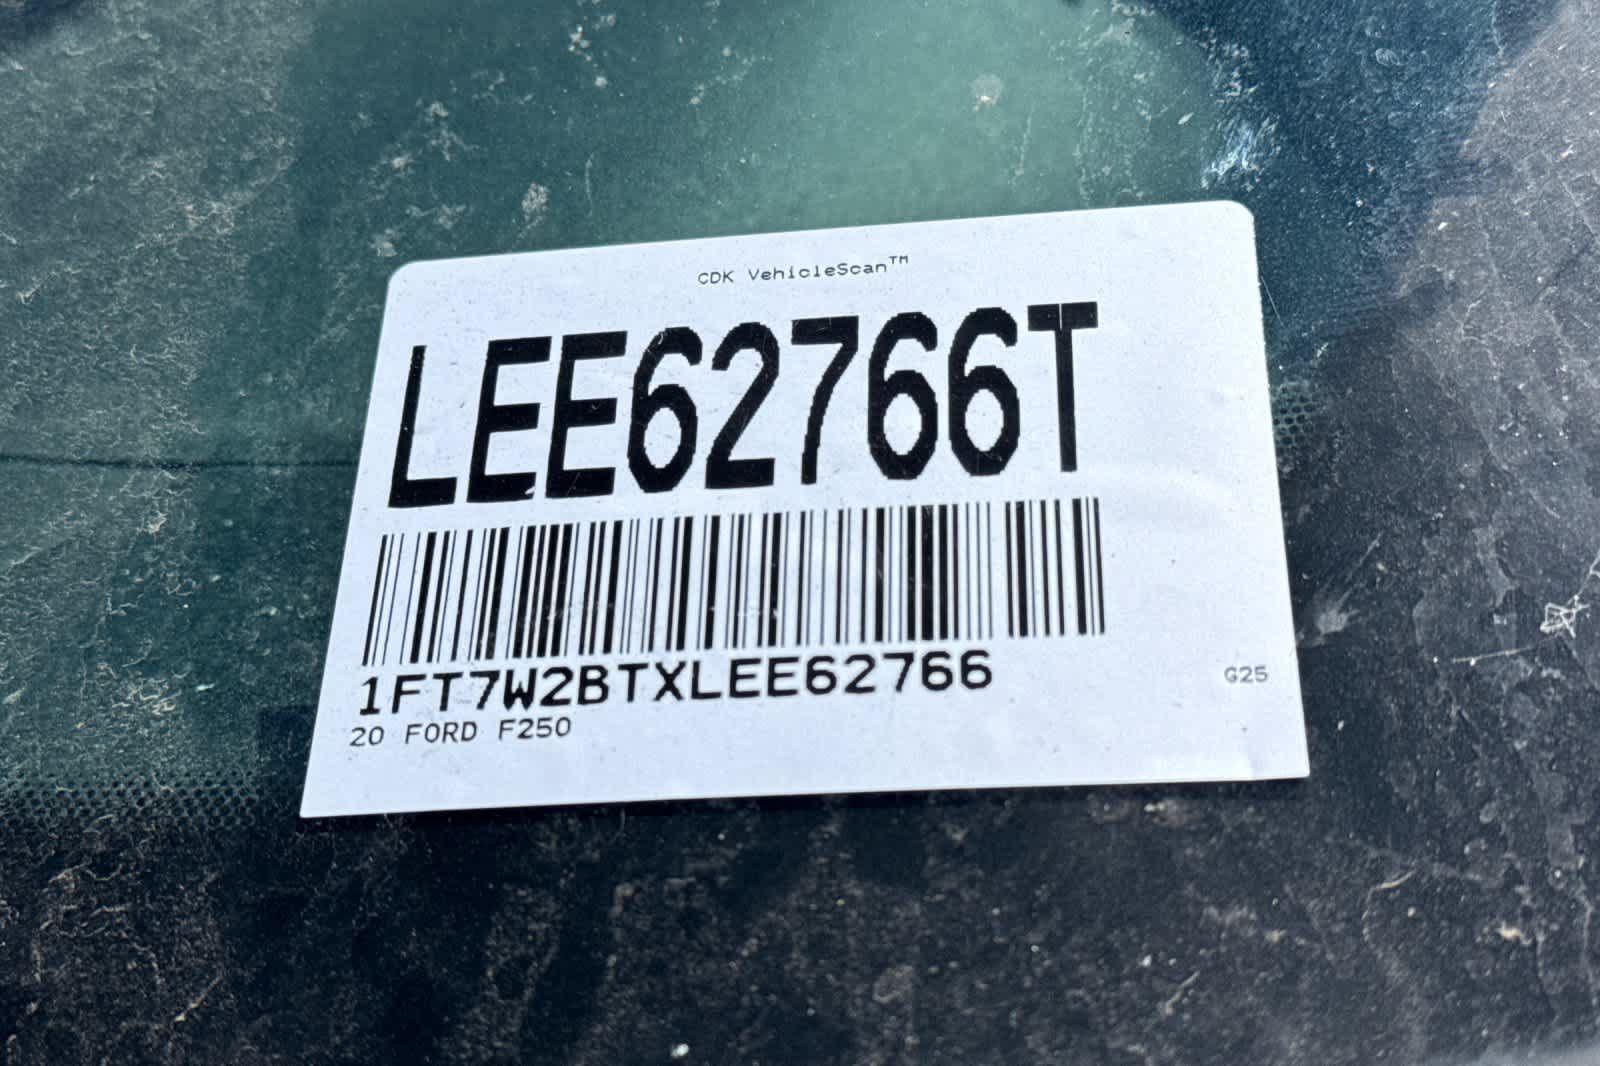 CDK VehicleScan™
LEE62766T
1FT7W2BTXLEE62766
G25
20 FORD F250